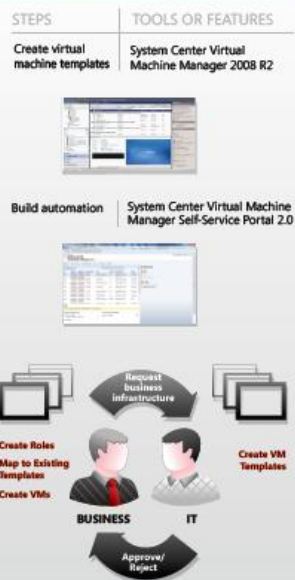 STEPS
TOOLS OR FEATURES
Create virtual
machine templates
System Center Virtual
Machine Manager 2008 R2
Build automation
System Center Virtual Machine
Manager Self-Service Portal 2.0
Request
business
infrastructure
Create Roles
Map to Existing
Templates
Create VMs
Create VM
Templates
BUSINESS
IT
Approve/
Reject